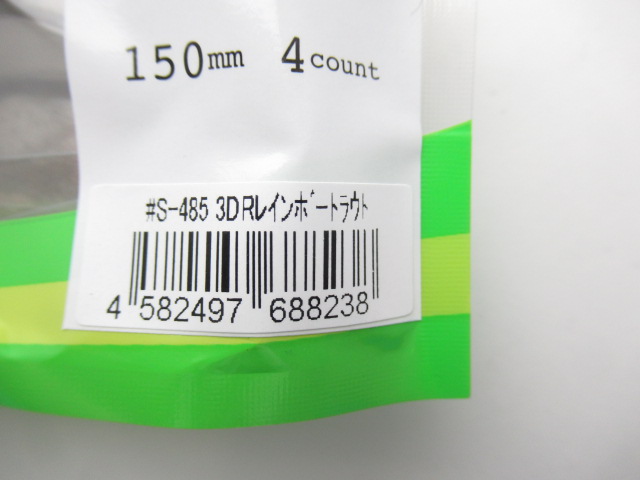 150mm 4count
#S-485 3DRﾚｲﾝﾎﾞｰﾄﾗｳﾄ
4 582497 688238